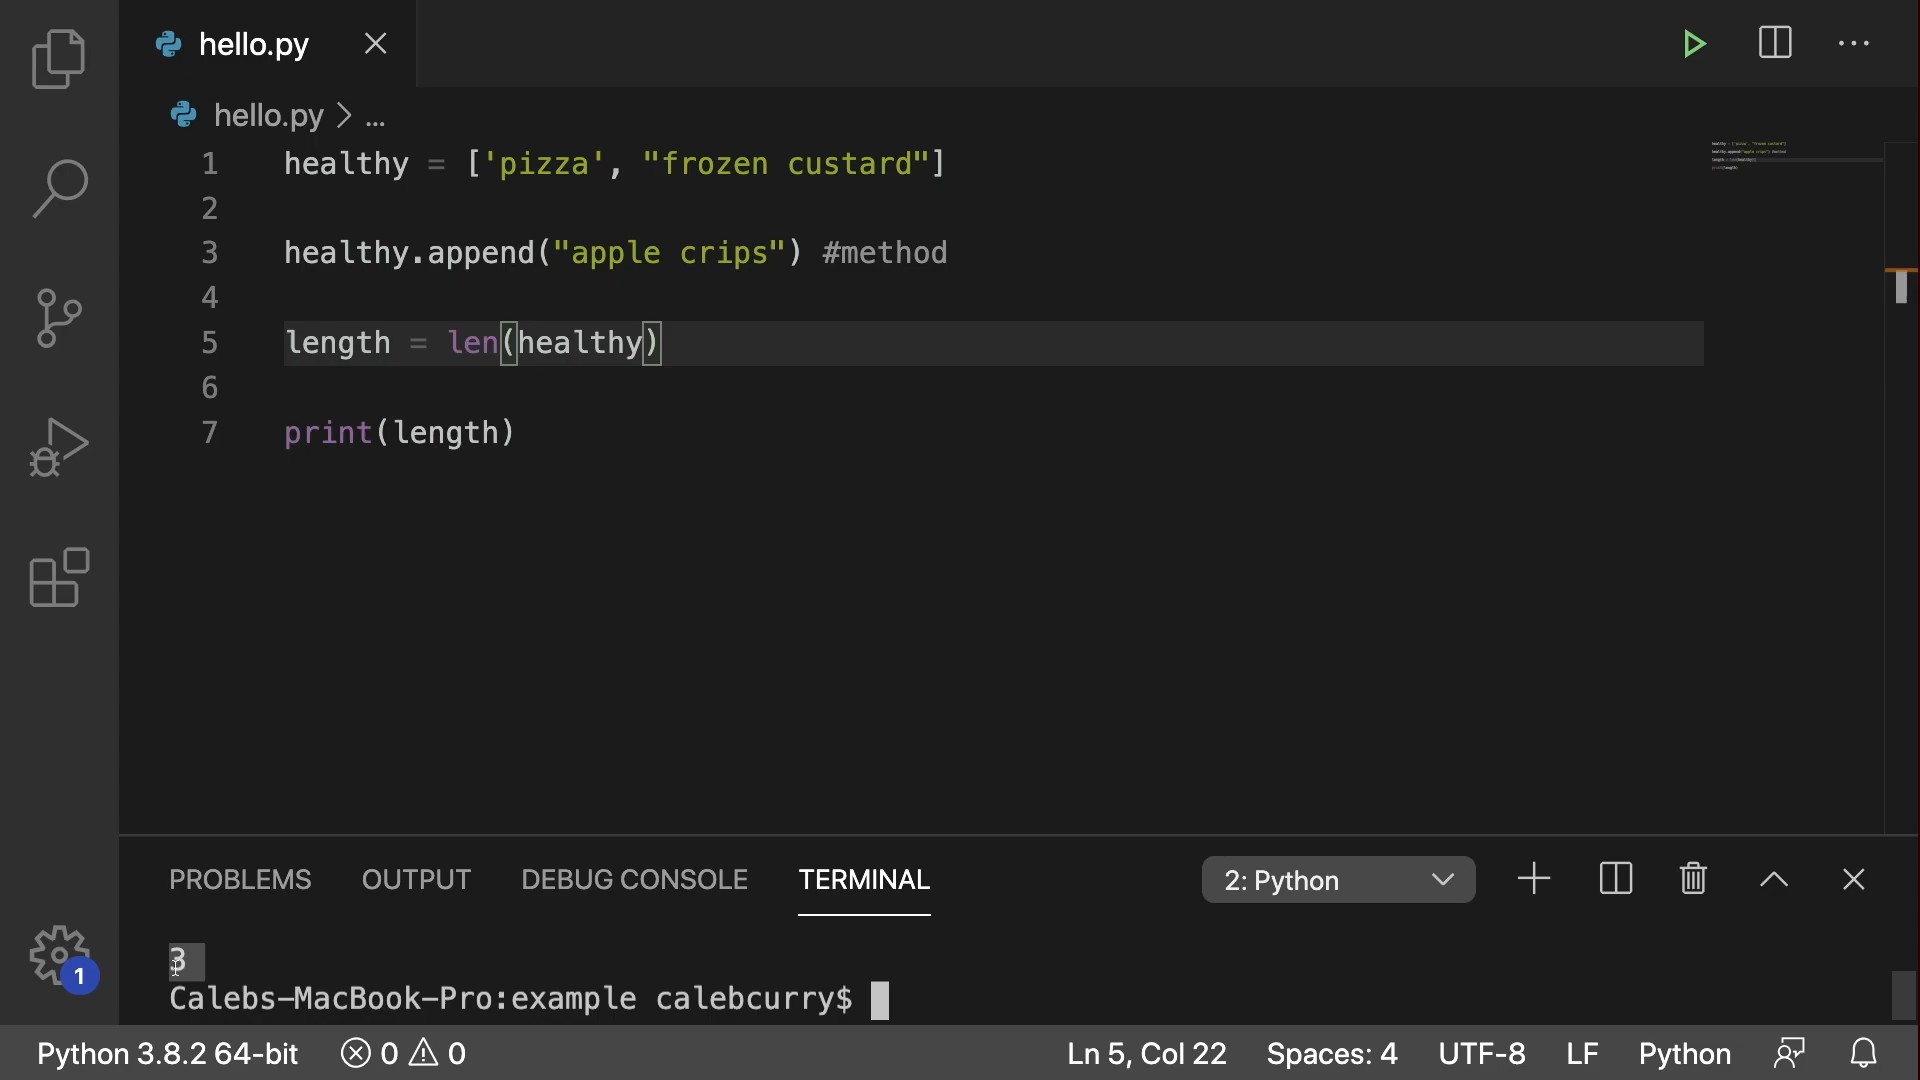 hello.py
hello.py > ...
1 healthy = ['pizza', "frozen custard"]
2
3 healthy.append("apple crips") #method
4
5 length = len(healthy)
6
7 print(length)
PROBLEMS OUTPUT DEBUG CONSOLE TERMINAL 2: Python
3
1
Calebs-MacBook-Pro:example calebcurry$
Python 3.8.2 64-bit 0 0 Ln 5, Col 22 Spaces: 4 UTF-8 LF Python